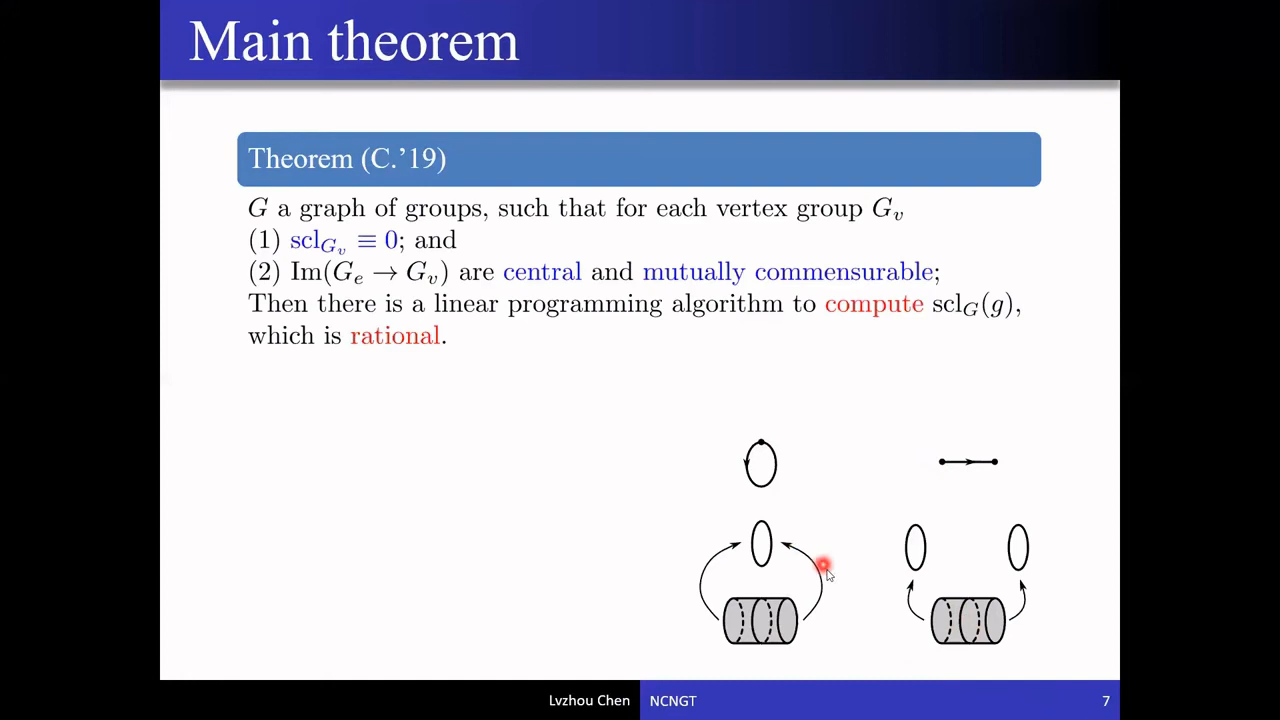 Main theorem
Theorem (C.’19)
G a graph of groups, such that for each vertex group G_v
(1) scl_{G_v} ≡ 0; and
(2) Im(G_e → G_v) are central and mutually commensurable;
Then there is a linear programming algorithm to compute scl_G(g),
which is rational.
Lvzhou Chen NCNGT 7